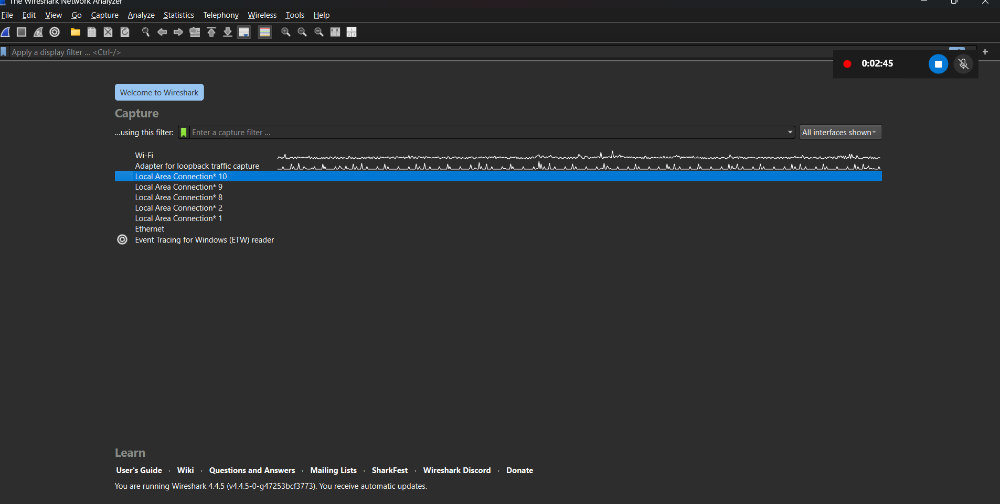 The Wireshark Network Analyzer
File Edit View Go Capture Analyze Statistics Telephony Wireless Tools Help
Apply a display filter ... <Ctrl-/>
+
0:02:45
Welcome to Wireshark
Capture
...using this filter: Enter a capture filter ... All interfaces shown
Wi-Fi
Adapter for loopback traffic capture
Local Area Connection* 10
Local Area Connection* 9
Local Area Connection* 8
Local Area Connection* 2
Local Area Connection* 1
Ethernet
Event Tracing for Windows (ETW) reader
Learn
User's Guide · Wiki · Questions and Answers · Mailing Lists · SharkFest · Wireshark Discord · Donate
You are running Wireshark 4.4.5 (v4.4.5-0-g47253bcf3773). You receive automatic updates.